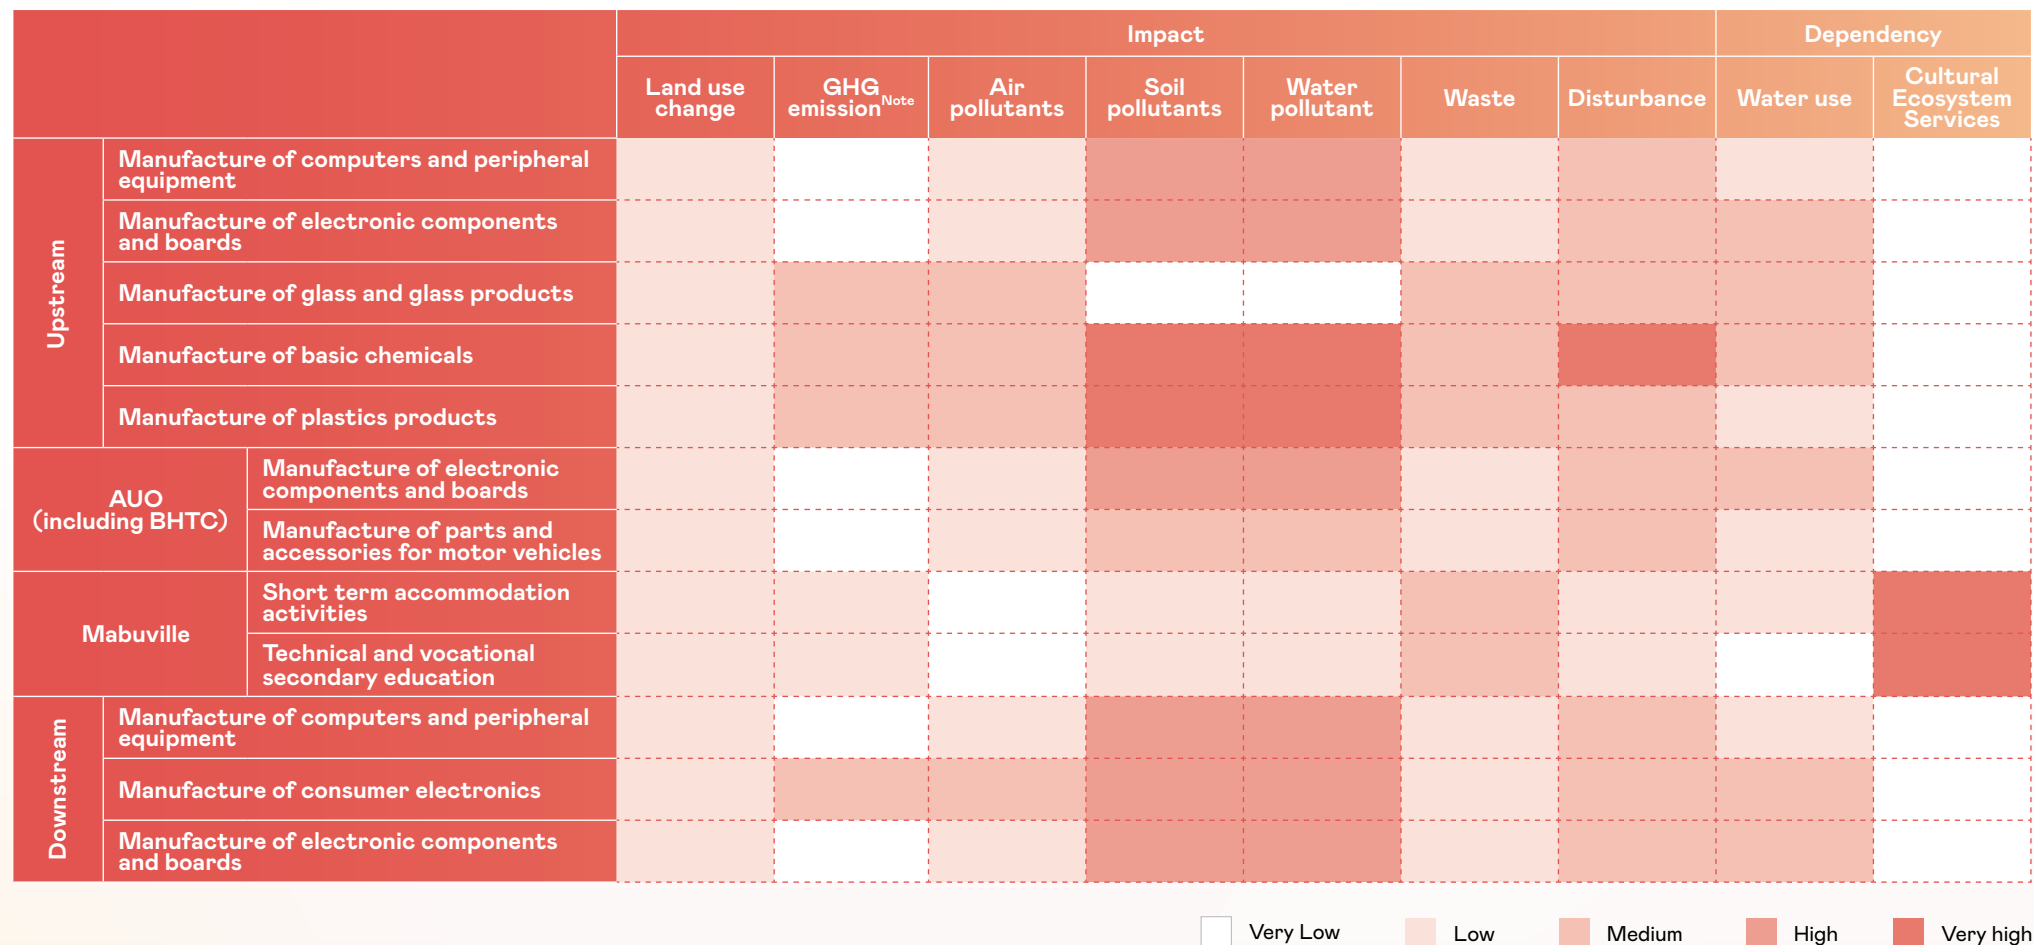 Impact
Dependency
Land use
change
GHG
emissionNote
Air
pollutants
Soil
pollutants
Water
pollutant
Waste
Disturbance
Water use
Cultural
Ecosystem
Services
Upstream
Manufacture of computers and peripheral
equipment
Manufacture of electronic components
and boards
Manufacture of glass and glass products
Manufacture of basic chemicals
Manufacture of plastics products
AUO
(including BHTC)
Manufacture of electronic
components and boards
Manufacture of parts and
accessories for motor vehicles
Mabuville
Short term accommodation
activities
Technical and vocational
secondary education
Downstream
Manufacture of computers and peripheral
equipment
Manufacture of consumer electronics
Manufacture of electronic components
and boards
Very Low
Low
Medium
High
Very high